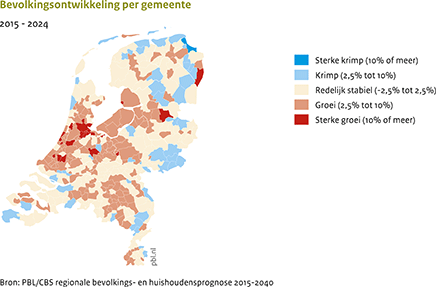 Bevolkingsontwikkeling per gemeente
2015 - 2024
Sterke krimp (10% of meer)
Krimp (2,5% tot 10%)
Redelijk stabiel (-2,5% tot 2,5%)
Groei (2,5% tot 10%)
Sterke groei (10% of meer)
pbl.nl
Bron: PBL/CBS regionale bevolkings- en huishoudensprognose 2015-2040